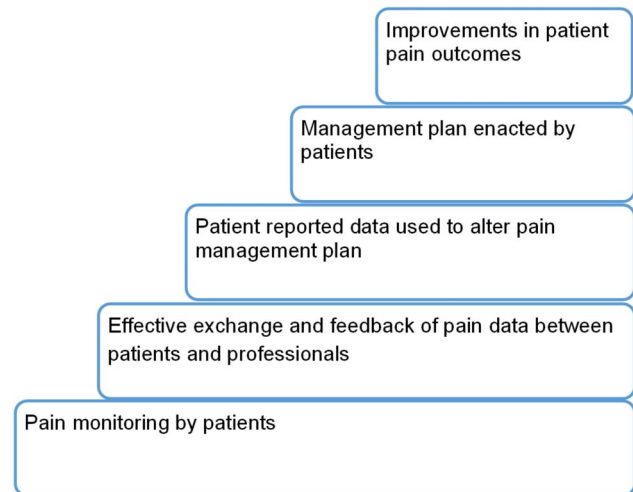 Improvements in patient
pain outcomes
Management plan enacted by
patients
Patient reported data used to alter pain
management plan
Effective exchange and feedback of pain data between
patients and professionals
Pain monitoring by patients